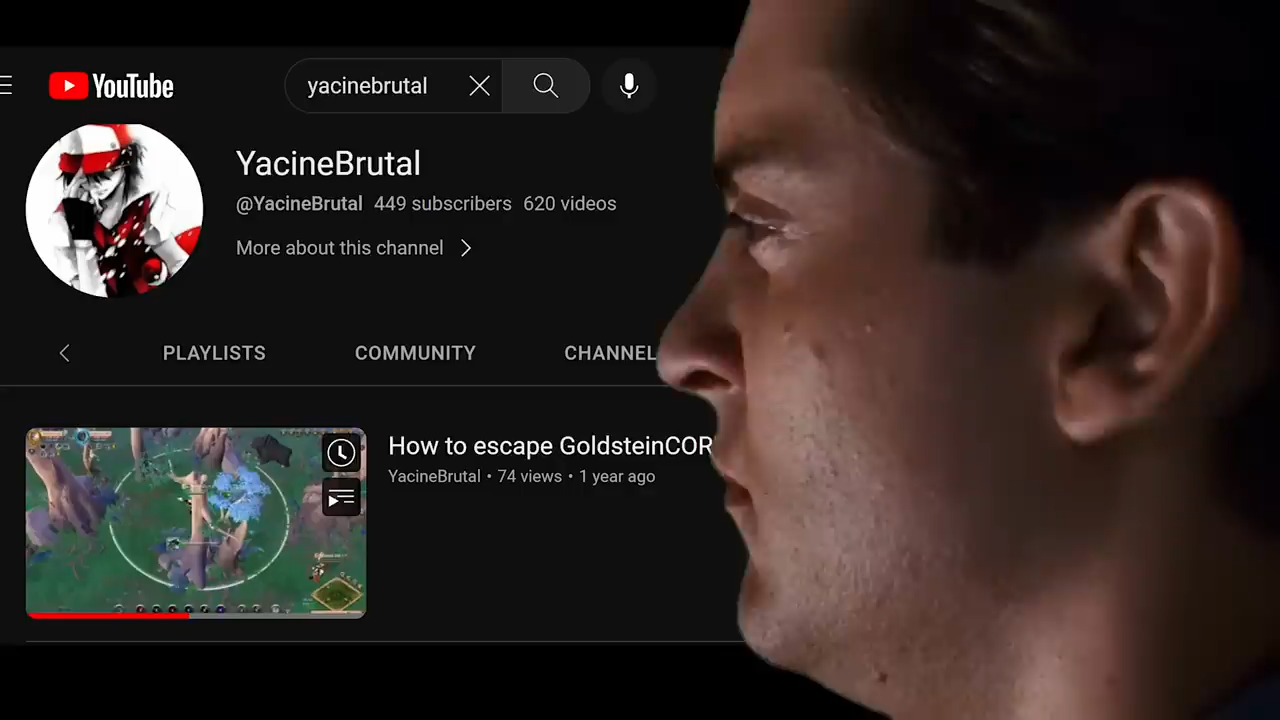 YouTube
yacinebrutal
YacineBrutal
@YacineBrutal 449 subscribers 620 videos
More about this channel
PLAYLISTS COMMUNITY CHANNEL
How to escape GoldsteinCOR
YacineBrutal • 74 views • 1 year ago